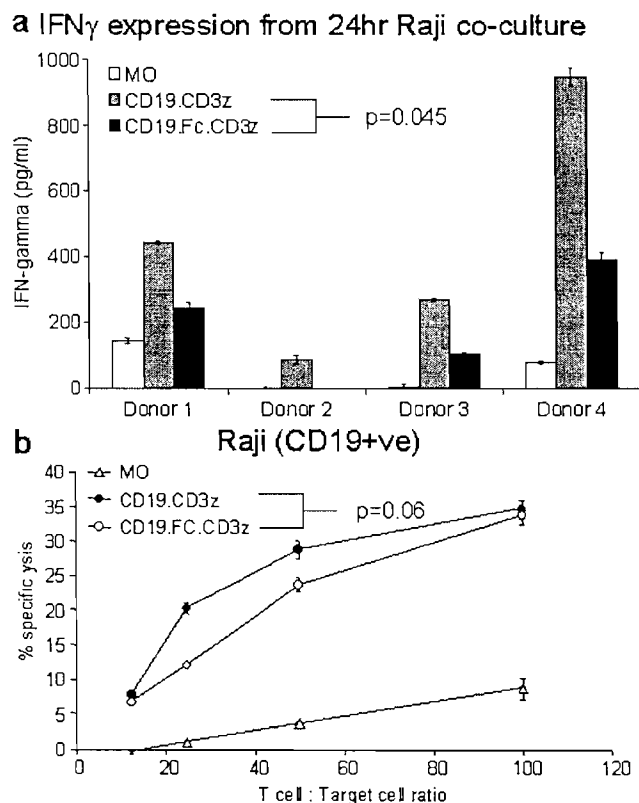 a IFNγ expression from 24hr Raji co-culture
1000
800
600
400
200
0
IFN-gamma (pg/ml)
MO
CD19.CD3z
CD19.Fc.CD3z
p=0.045
Donor 1 Donor 2 Donor 3 Donor 4
b Raji (CD19+ve)
40
35
30
25
20
15
10
5
0
% specific ysis
MO
CD19.CD3z
CD19.FC.CD3z
p=0.06
0 20 40 60 80 100 120
T cell : Target cell ratio